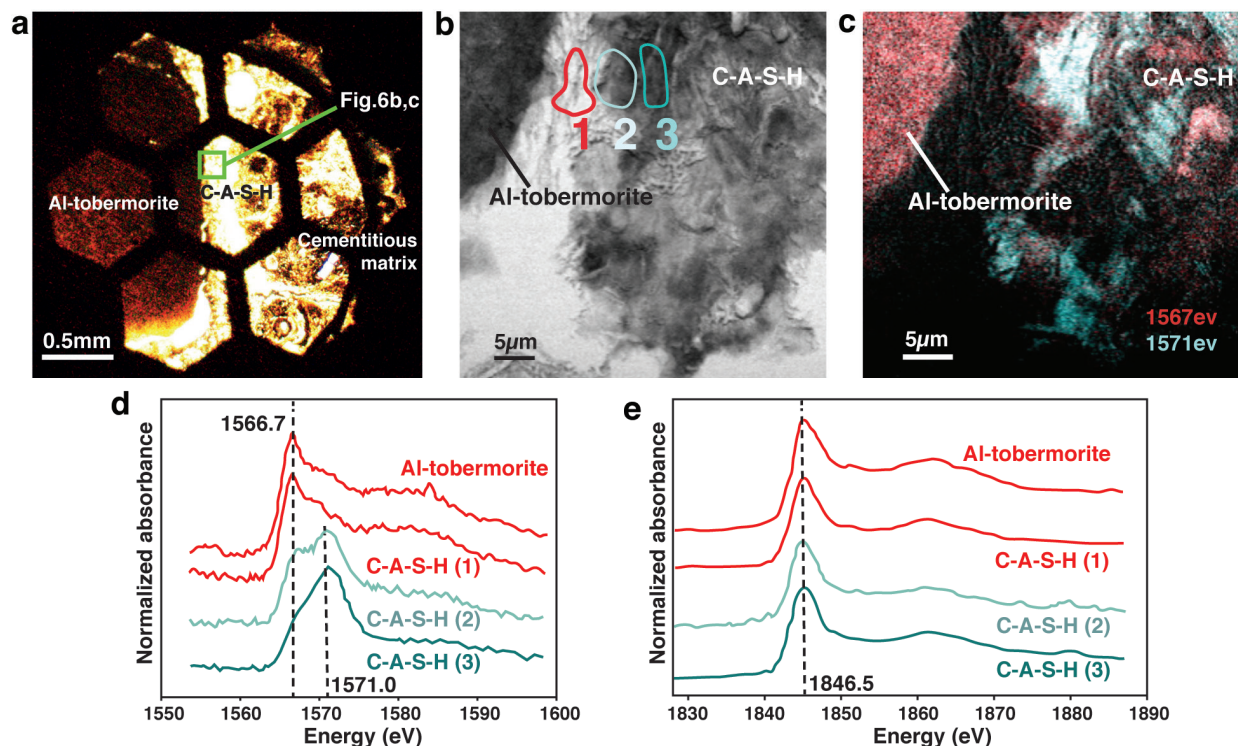 a
Fig.6b,c
C-A-S-H
Al-tobermorite
Cementitious
matrix
0.5mm
b
C-A-S-H
1
2
3
Al-tobermorite
5µm
c
C-A-S-H
Al-tobermorite
1567ev
1571ev
5µm
d
1566.7
Al-tobermorite
C-A-S-H (1)
C-A-S-H (2)
C-A-S-H (3)
1571.0
Normalized absorbance
1550 1560 1570 1580 1590 1600
Energy (eV)
e
Al-tobermorite
C-A-S-H (1)
C-A-S-H (2)
C-A-S-H (3)
1846.5
Normalized absorbance
1830 1840 1850 1860 1870 1880 1890
Energy (eV)